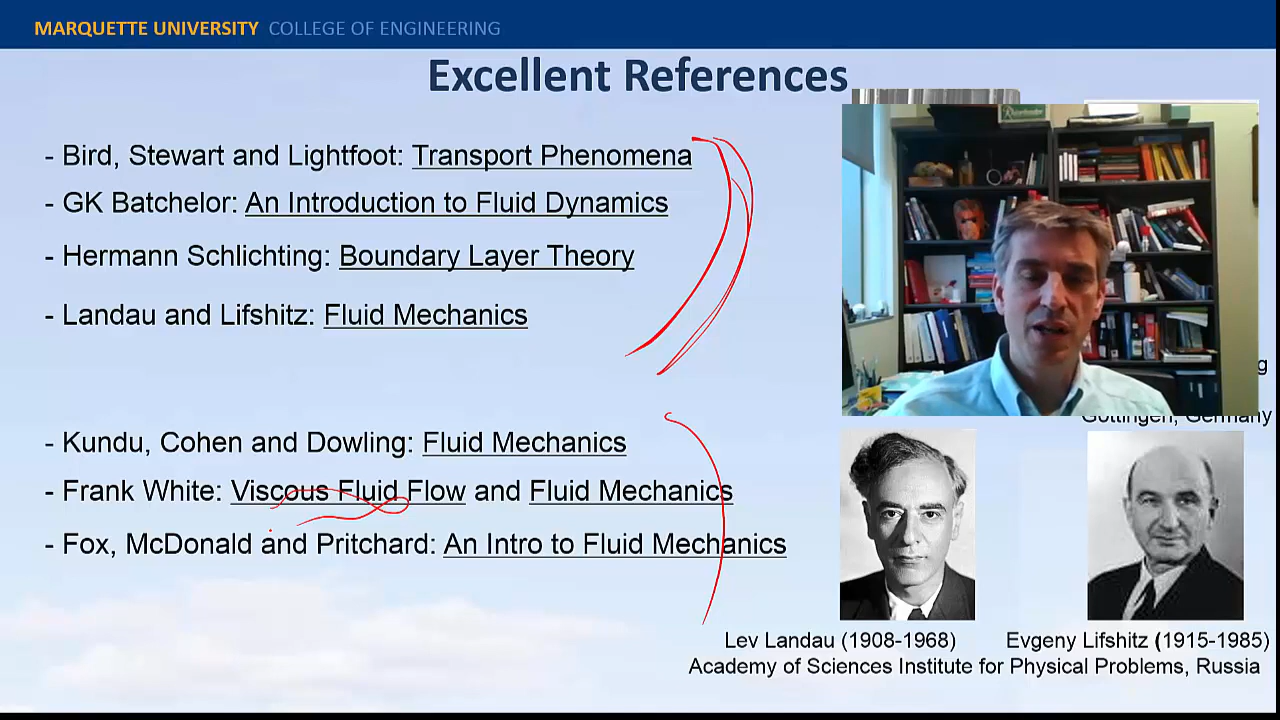 MARQUETTE UNIVERSITY COLLEGE OF ENGINEERING
Excellent References
- Bird, Stewart and Lightfoot: Transport Phenomena
- GK Batchelor: An Introduction to Fluid Dynamics
- Hermann Schlichting: Boundary Layer Theory
- Landau and Lifshitz: Fluid Mechanics
g
Göttingen, Germany
- Kundu, Cohen and Dowling: Fluid Mechanics
- Frank White: Viscous Fluid Flow and Fluid Mechanics
- Fox, McDonald and Pritchard: An Intro to Fluid Mechanics
Lev Landau (1908-1968) Evgeny Lifshitz (1915-1985)
Academy of Sciences Institute for Physical Problems, Russia